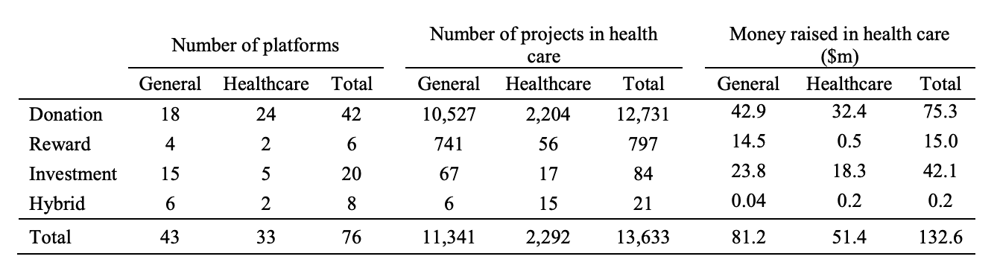 Number of platforms Number of projects in health care Money raised in health care ($m)
General Healthcare Total General Healthcare Total General Healthcare Total
Donation 18 24 42 10,527 2,204 12,731 42.9 32.4 75.3
Reward 4 2 6 741 56 797 14.5 0.5 15.0
Investment 15 5 20 67 17 84 23.8 18.3 42.1
Hybrid 6 2 8 6 15 21 0.04 0.2 0.2
Total 43 33 76 11,341 2,292 13,633 81.2 51.4 132.6